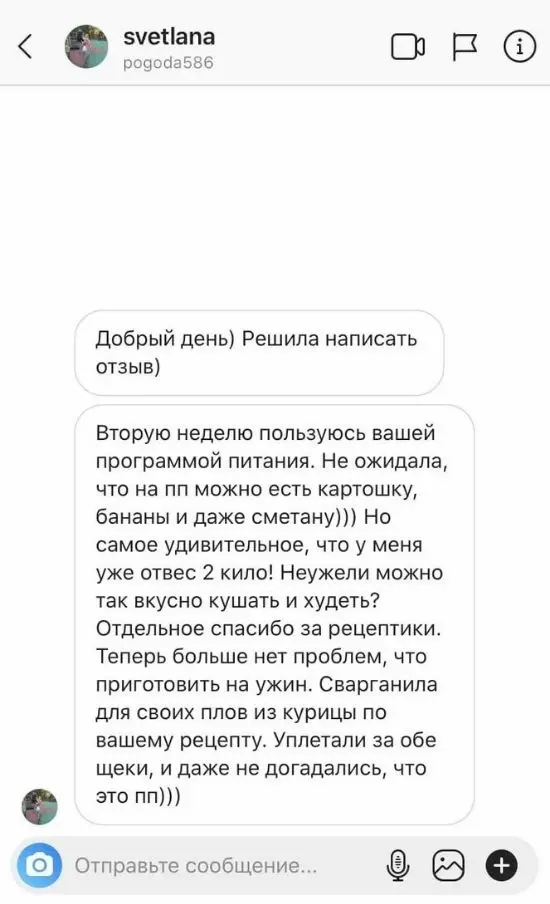 svetlana
pogoda586
Добрый день) Решила написать
отзыв)
Вторую неделю пользуюсь вашей
программой питания. Не ожидала,
что на пп можно есть картошку,
бананы и даже сметану))) Но
самое удивительное, что у меня
уже отвес 2 кило! Неужели можно
так вкусно кушать и худеть?
Отдельное спасибо за рецептики.
Теперь больше нет проблем, что
приготовить на ужин. Сварганила
для своих плов из курицы по
вашему рецепту. Уплетали за обе
щеки, и даже не догадались, что
это пп)))
Отправьте сообщение...